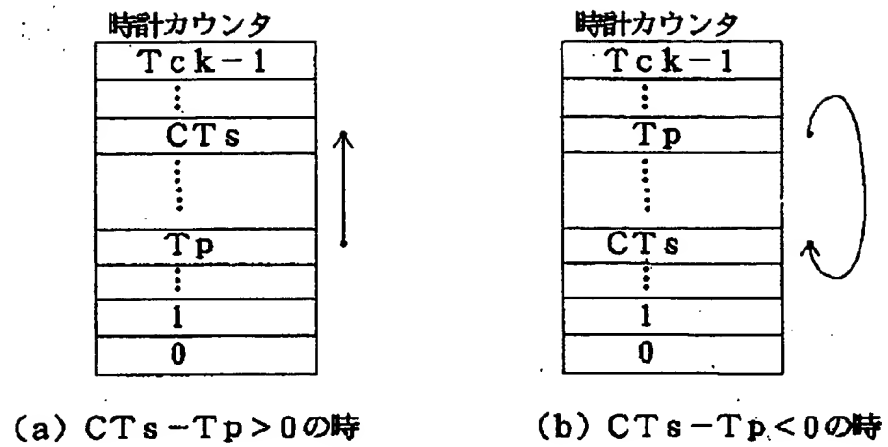 時計カウンタ
Tck-1
⋮
CTs
⋮
Tp
⋮
1
0
(a) CTs-Tp>0の時
時計カウンタ
Tck-1
⋮
Tp
⋮
CTs
⋮
1
0
(b) CTs-Tp<0の時